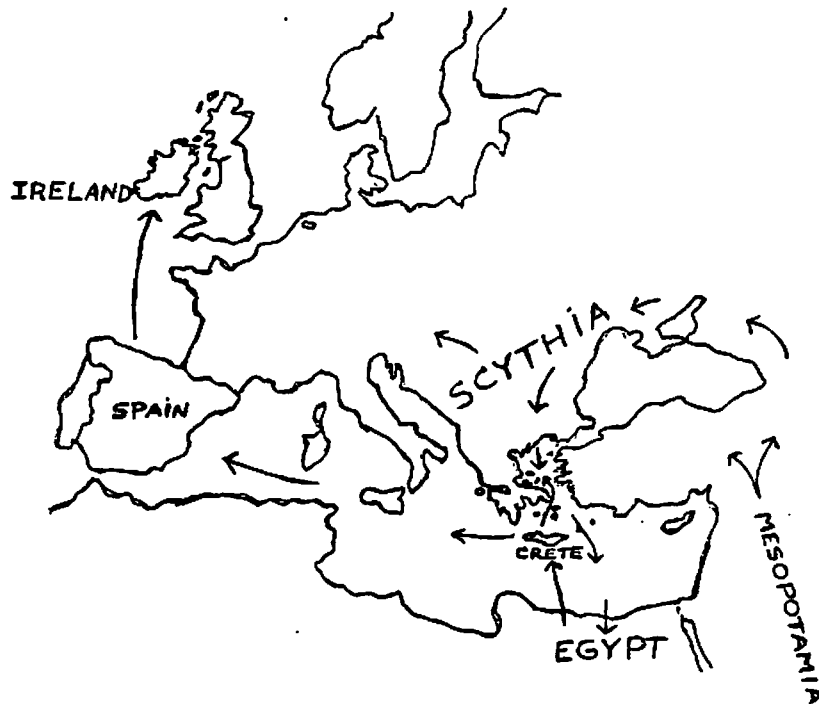 IRELAND
SCYTHIA
SPAIN
CRETE
MESOPOTAMIA
EGYPT